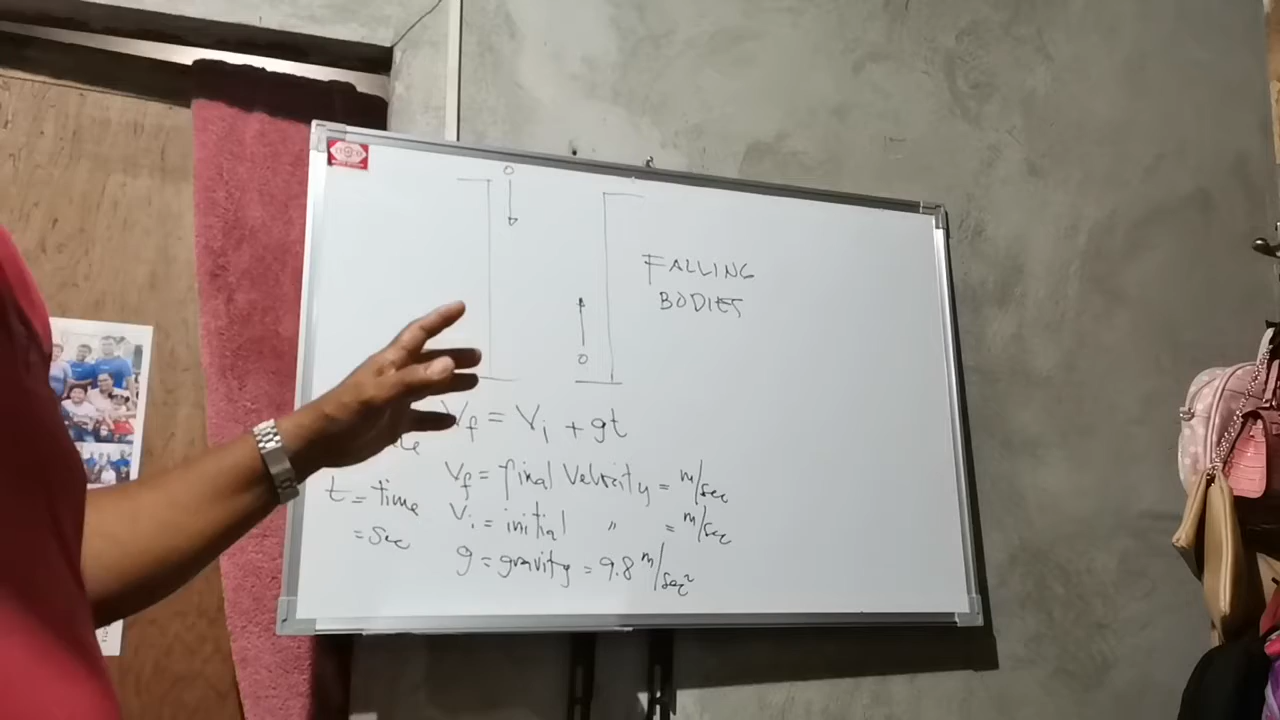 FALLING
BODIES
Vf = Vi + gt
Vf = final Velocity = m/sec
t = time
Vi = initial " = m/sec
= sec
g = gravity = 9.8 m/sec²